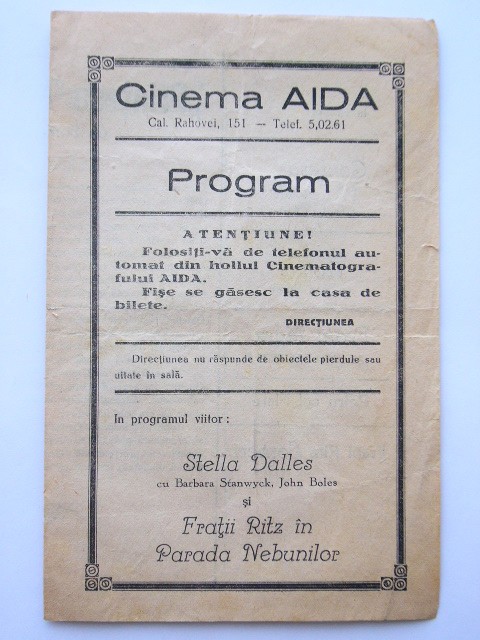 Cinema AIDA
Cal. Rahovei, 151 — Telef. 5,02.61
Program
ATENȚIUNE!
Folosiți-vă de telefonul au-
tomat din hollul Cinematogra-
fului AIDA.
Fișe se găsesc la casa de
bilete.
DIRECȚIUNEA
Direcțiunea nu răspunde de obiectele pierdule sau
uitate în sală.
In programul viitor :
Stella Dalles
cu Barbara Stanwyck, John Boles
și
Frații Ritz în
Parada Nebunilor